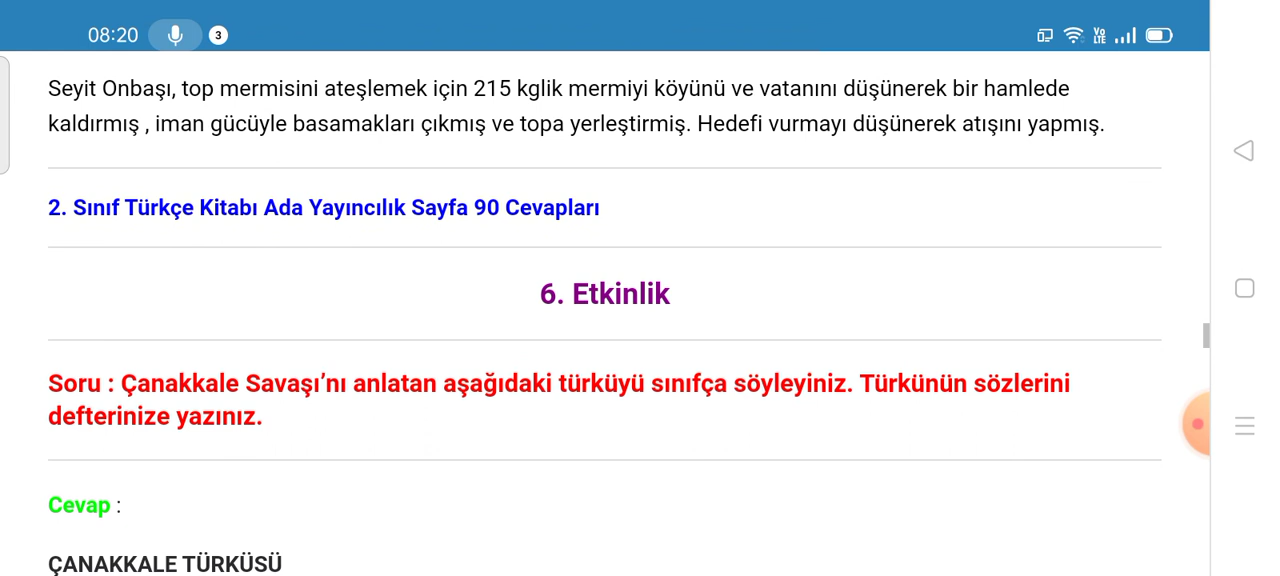 08:20
3
VO
LTE
Seyit Onbaşı, top mermisini ateşlemek için 215 kglik mermiyi köyünü ve vatanını düşünerek bir hamlede
kaldırmış , iman gücüyle basamakları çıkmış ve topa yerleştirmiş. Hedefi vurmayı düşünerek atışını yapmış.
2. Sınıf Türkçe Kitabı Ada Yayıncılık Sayfa 90 Cevapları
6. Etkinlik
Soru : Çanakkale Savaşı’nı anlatan aşağıdaki türküyü sınıfça söyleyiniz. Türkünün sözlerini
defterinize yazınız.
Cevap :
ÇANAKKALE TÜRKÜSÜ